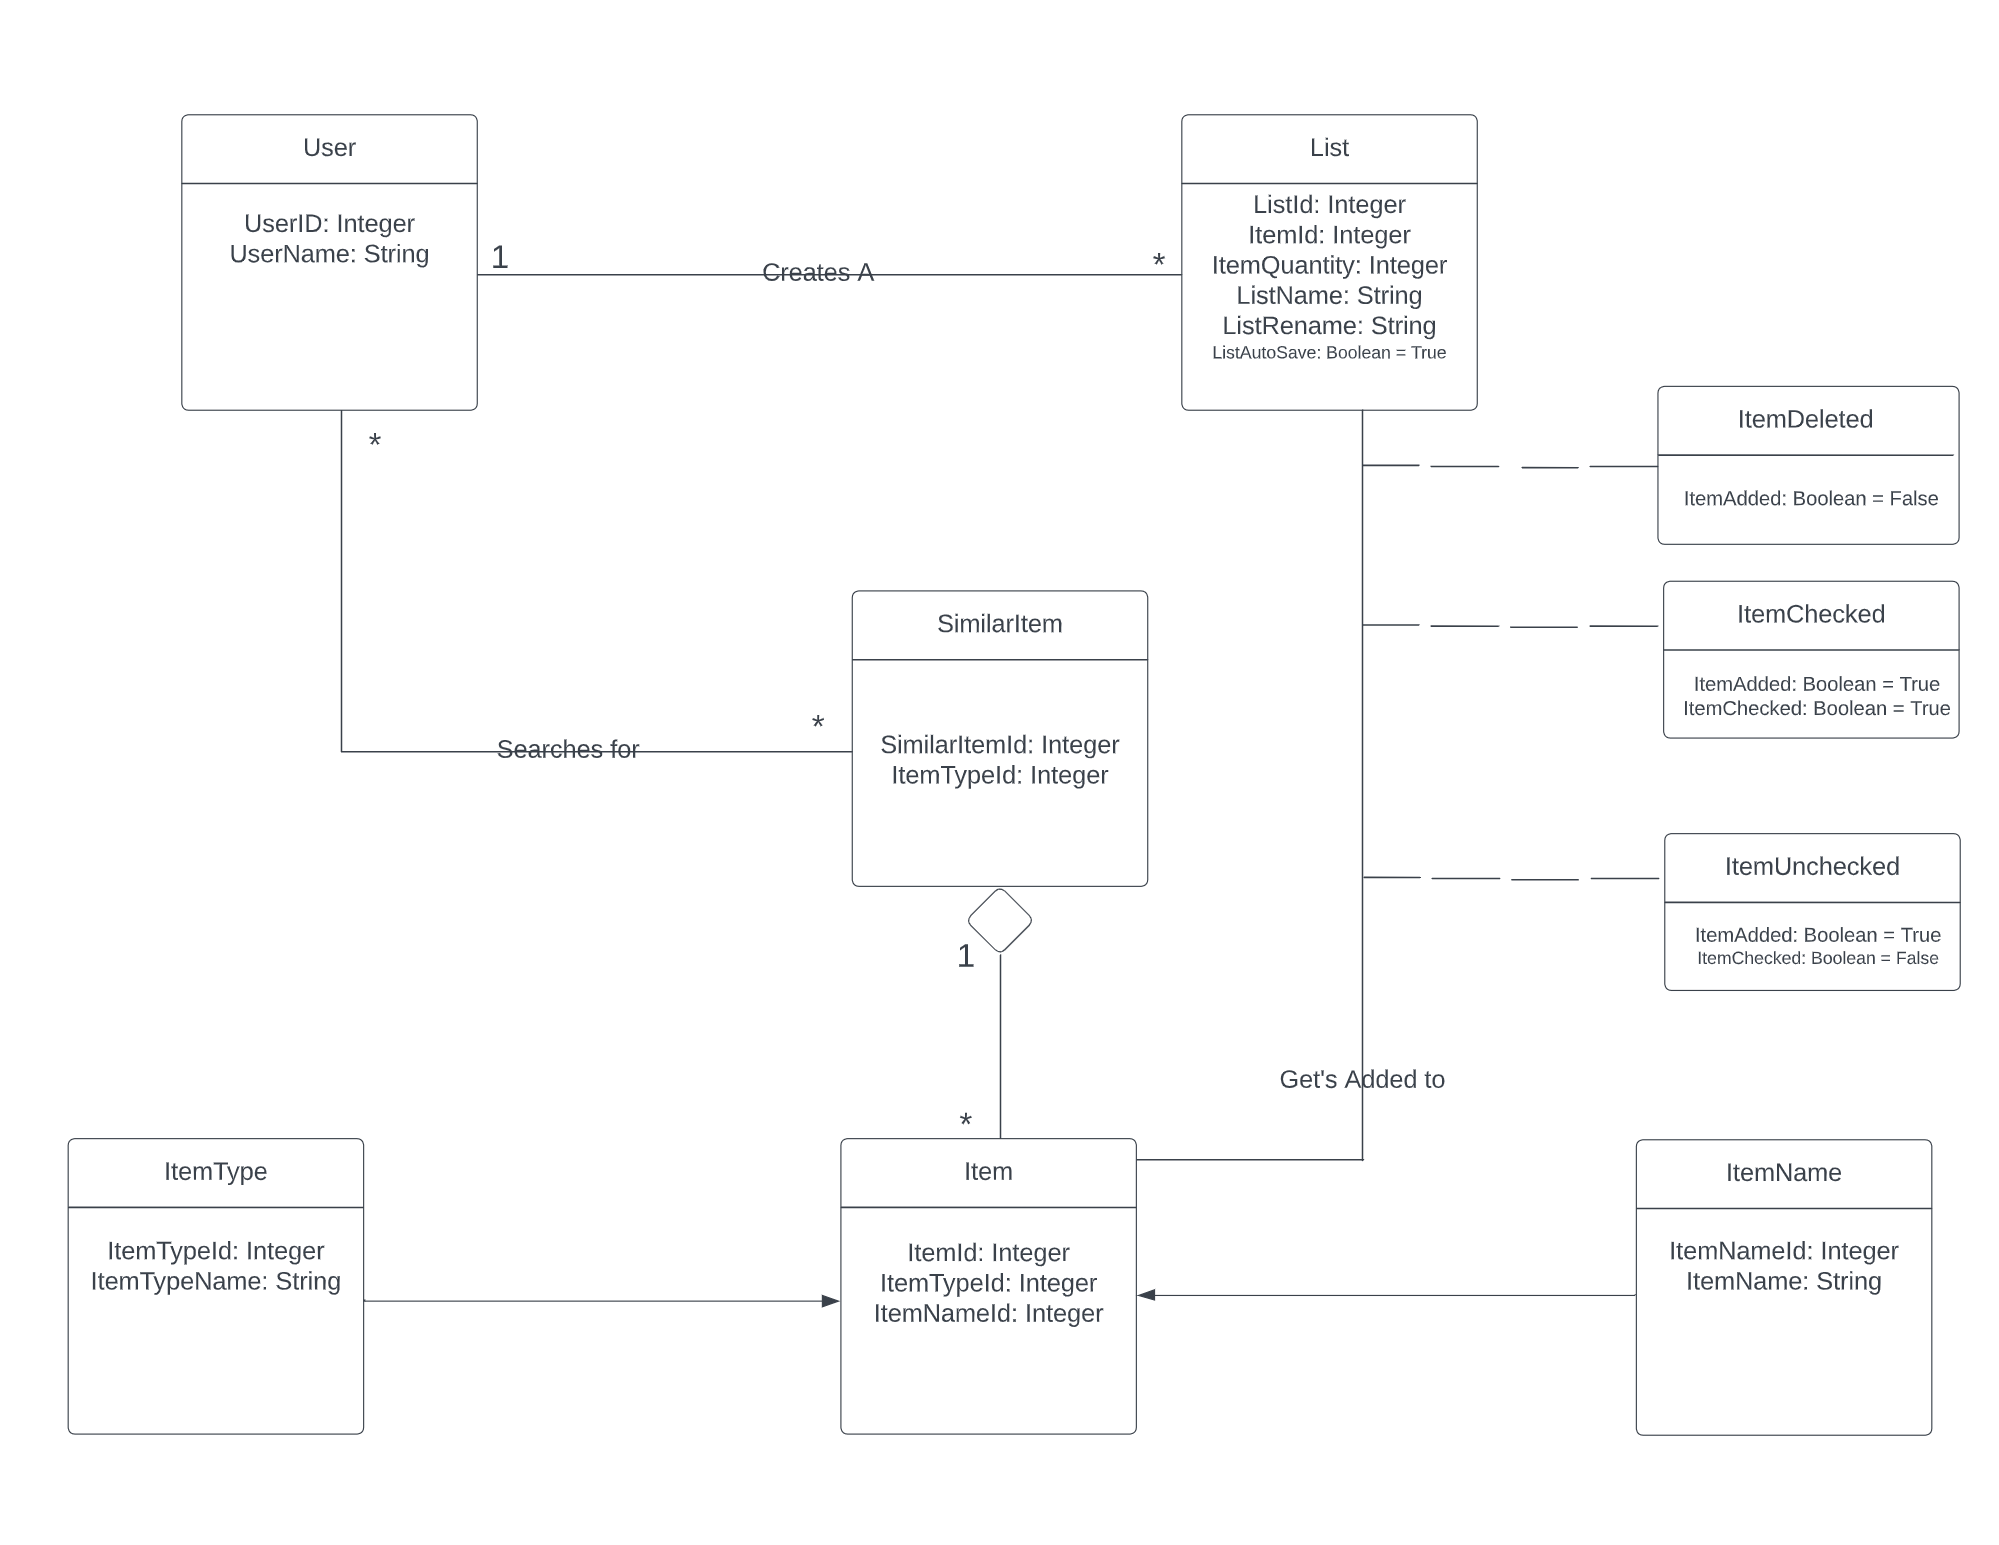 User
UserID: Integer
UserName: String
1
Creates A
*
List
ListId: Integer
ItemId: Integer
ItemQuantity: Integer
ListName: String
ListRename: String
ListAutoSave: Boolean = True
*
ItemDeleted
ItemAdded: Boolean = False
SimilarItem
SimilarItemId: Integer
ItemTypeId: Integer
*
Searches for
ItemChecked
ItemAdded: Boolean = True
ItemChecked: Boolean = True
ItemUnchecked
ItemAdded: Boolean = True
ItemChecked: Boolean = False
1
*
Get's Added to
ItemType
ItemTypeId: Integer
ItemTypeName: String
Item
ItemId: Integer
ItemTypeId: Integer
ItemNameId: Integer
ItemName
ItemNameId: Integer
ItemName: String